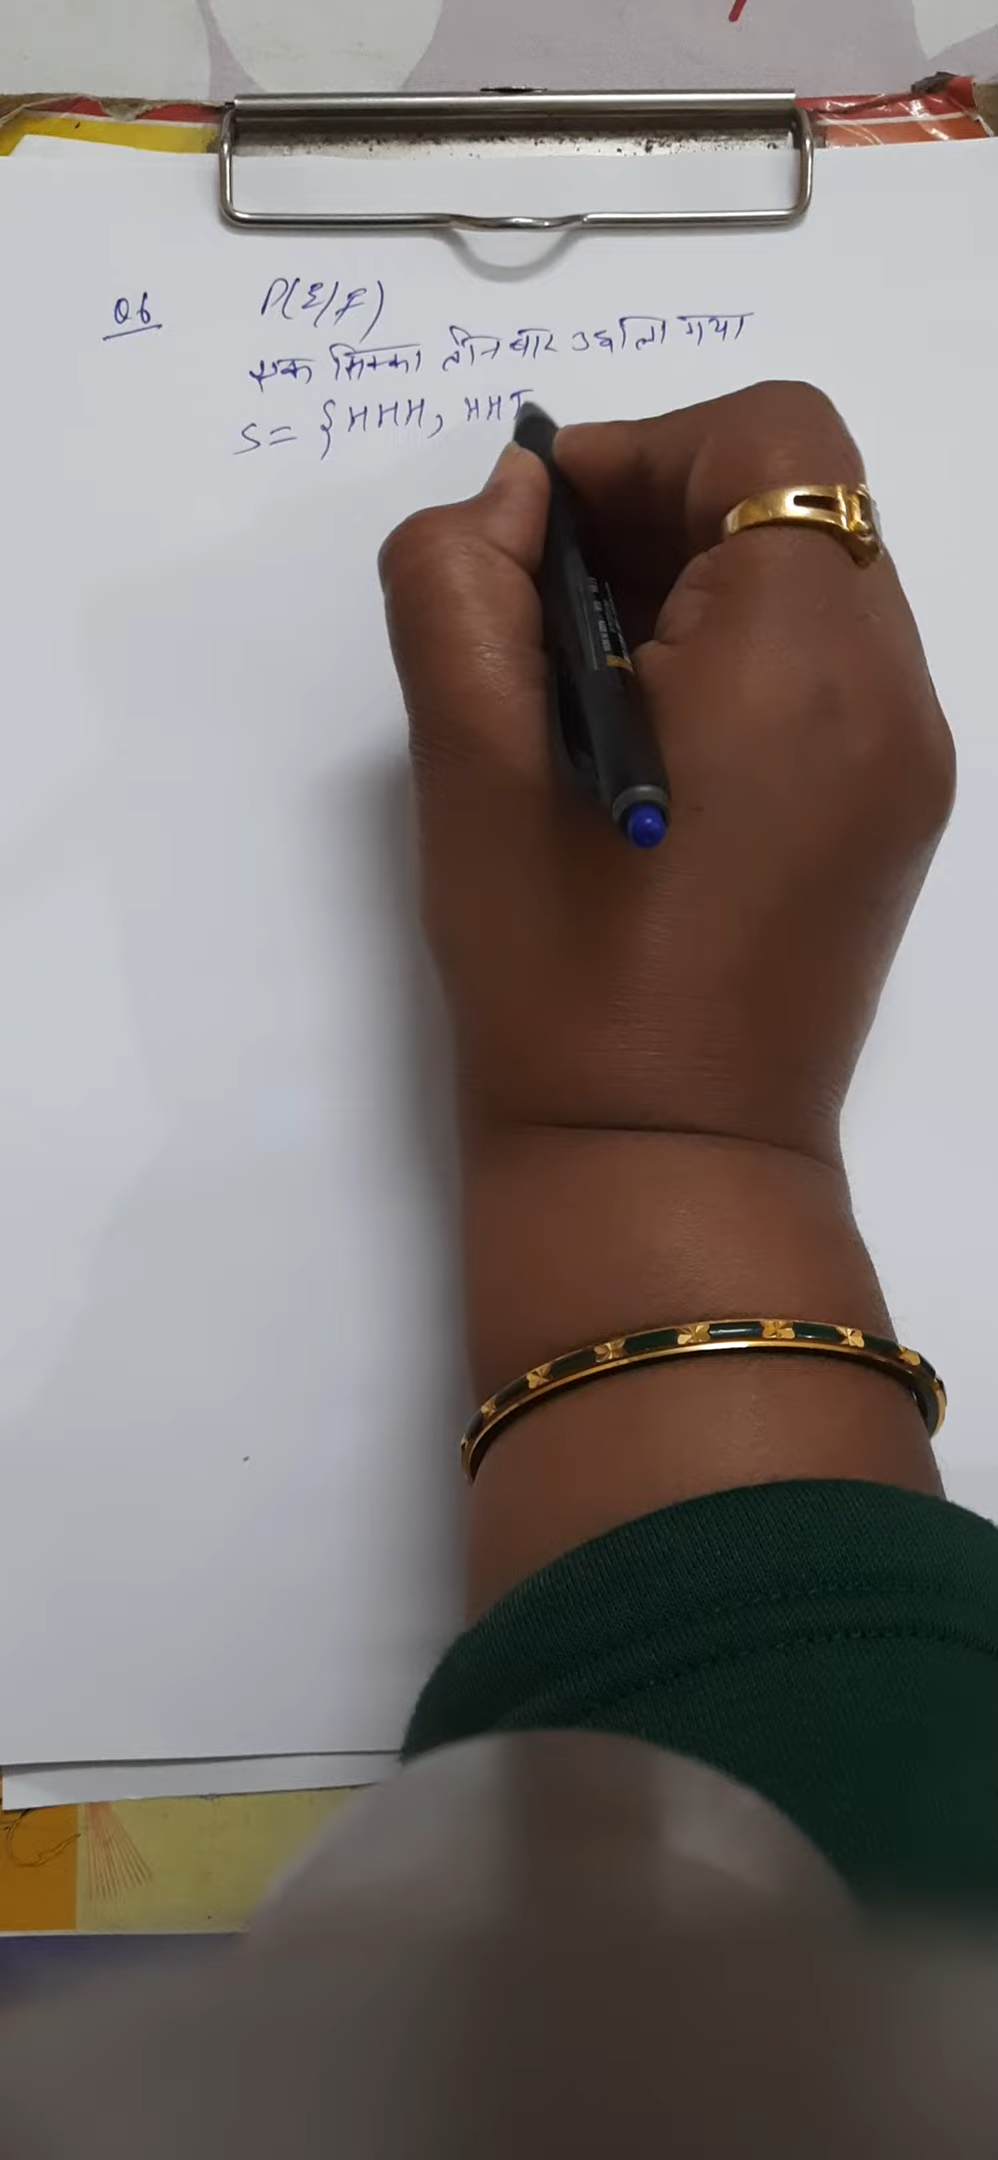 Q6 P(E/F)
एक सिक्का तीन बार उछाला गया
S = {HHH, HHT